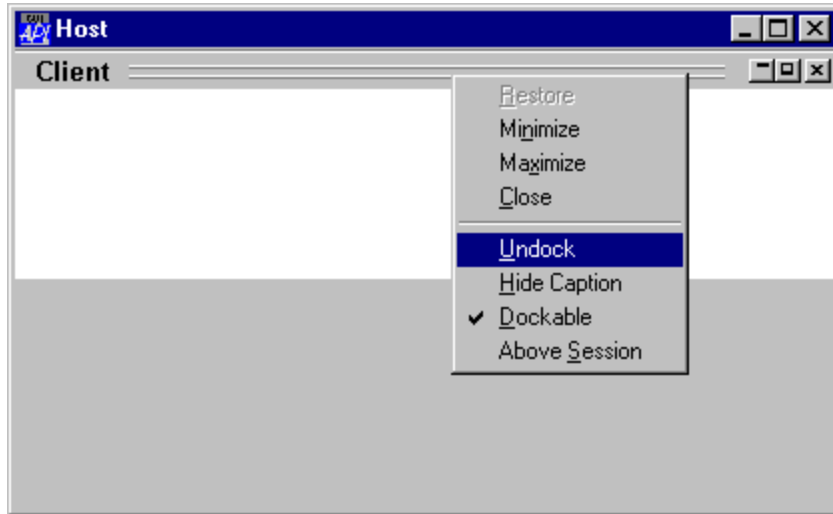 Host
Client
Restore
Minimize
Maximize
Close
Undock
Hide Caption
Dockable
Above Session